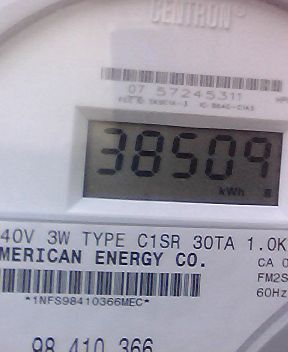 CENTRON®
07 57245311
38509
kWh
40V 3W TYPE C1SR 30TA 1.0K
MERICAN ENERGY CO. CA 0
FM2S
*1NFS98410366MEC* 60Hz
98 410 366